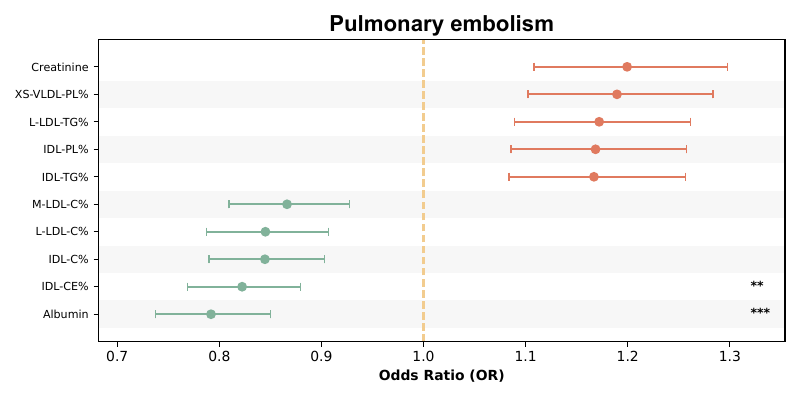 Pulmonary embolism
Creatinine
XS-VLDL-PL%
L-LDL-TG%
IDL-PL%
IDL-TG%
M-LDL-C%
L-LDL-C%
IDL-C%
IDL-CE% **
Albumin ***
0.7 0.8 0.9 1.0 1.1 1.2 1.3
Odds Ratio (OR)